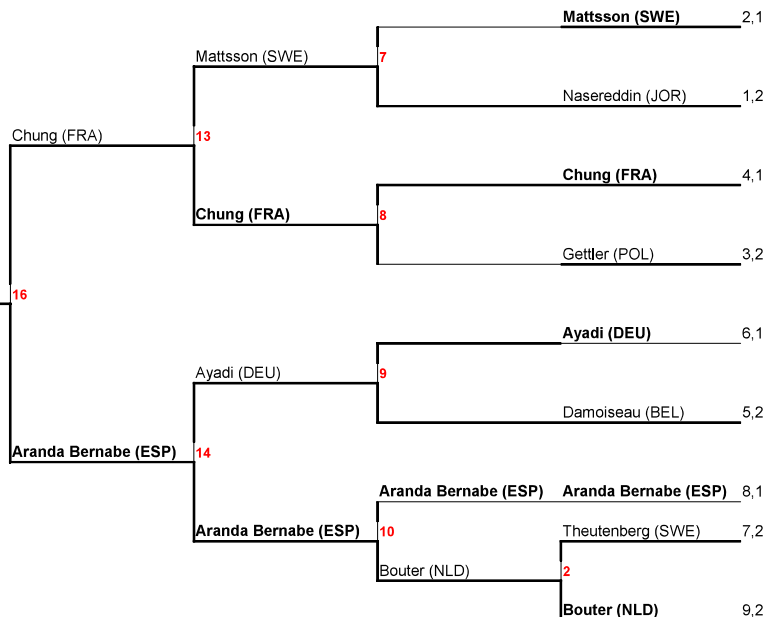 Mattsson (SWE) 2,1
Mattsson (SWE) 7
Nasereddin (JOR) 1,2
Chung (FRA) 13
Chung (FRA) 4,1
Chung (FRA) 8
Gettler (POL) 3,2
16
Ayadi (DEU) 6,1
Ayadi (DEU) 9
Damoiseau (BEL) 5,2
Aranda Bernabe (ESP) 14
Aranda Bernabe (ESP) Aranda Bernabe (ESP) 8,1
Aranda Bernabe (ESP) 10 Theutenberg (SWE) 7,2
Bouter (NLD) 2
Bouter (NLD) 9,2